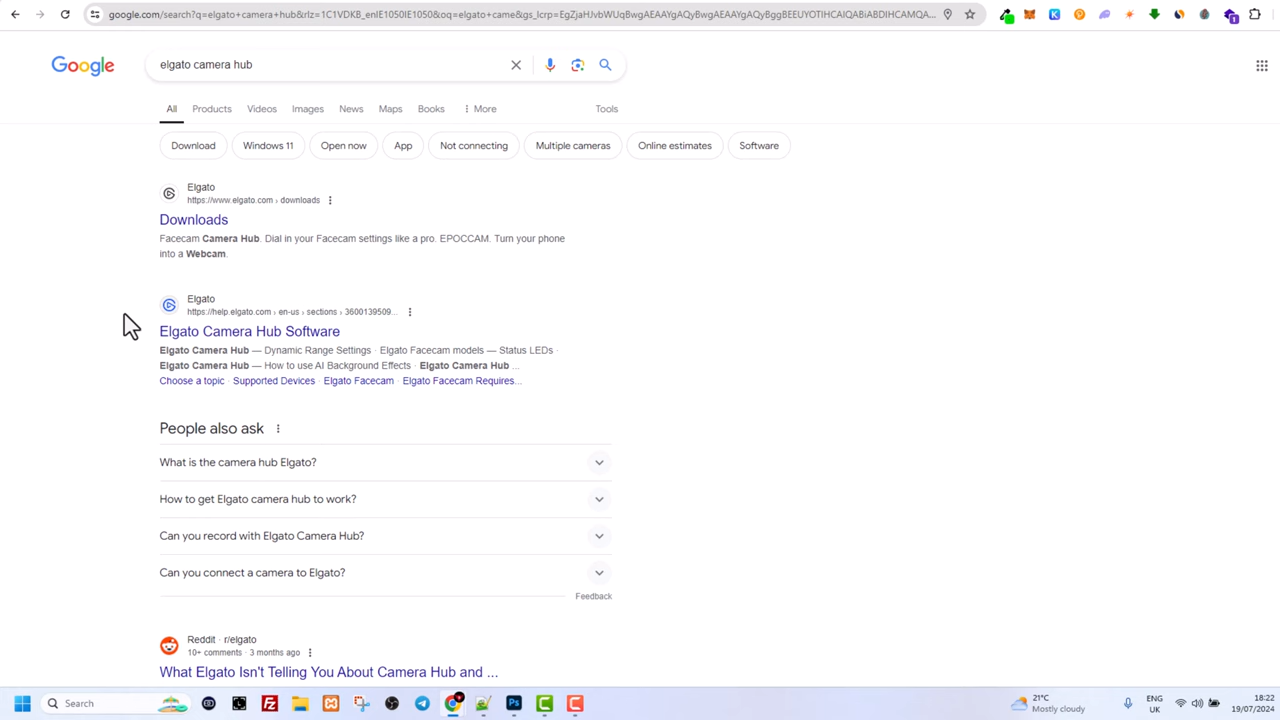 google.com/search?q=elgato+camera+hub&rlz=1C1VDKB_enIE1050IE1050&oq=elgato+came&gs_lcrp=EgZjaHJvbWUqBwgAEAAYgAQyBwgAEAAYgAQyBggBEEUYOTIHCAIQABiABDIHCAMQA...
Google
elgato camera hub
All Products Videos Images News Maps Books More Tools
Download Windows 11 Open now App Not connecting Multiple cameras Online estimates Software
Elgato
https://www.elgato.com › downloads
Downloads
Facecam Camera Hub. Dial in your Facecam settings like a pro. EPOCCAM. Turn your phone
into a Webcam.
Elgato
https://help.elgato.com › en-us › sections › 3600139509...
Elgato Camera Hub Software
Elgato Camera Hub — Dynamic Range Settings · Elgato Facecam models — Status LEDs ·
Elgato Camera Hub — How to use AI Background Effects · Elgato Camera Hub ...
Choose a topic · Supported Devices · Elgato Facecam · Elgato Facecam Requires...
People also ask
What is the camera hub Elgato?
How to get Elgato camera hub to work?
Can you record with Elgato Camera Hub?
Can you connect a camera to Elgato?
Feedback
Reddit · r/elgato
10+ comments · 3 months ago
What Elgato Isn't Telling You About Camera Hub and ...
Search
21°C
Mostly cloudy
ENG
UK
18:22
19/07/2024